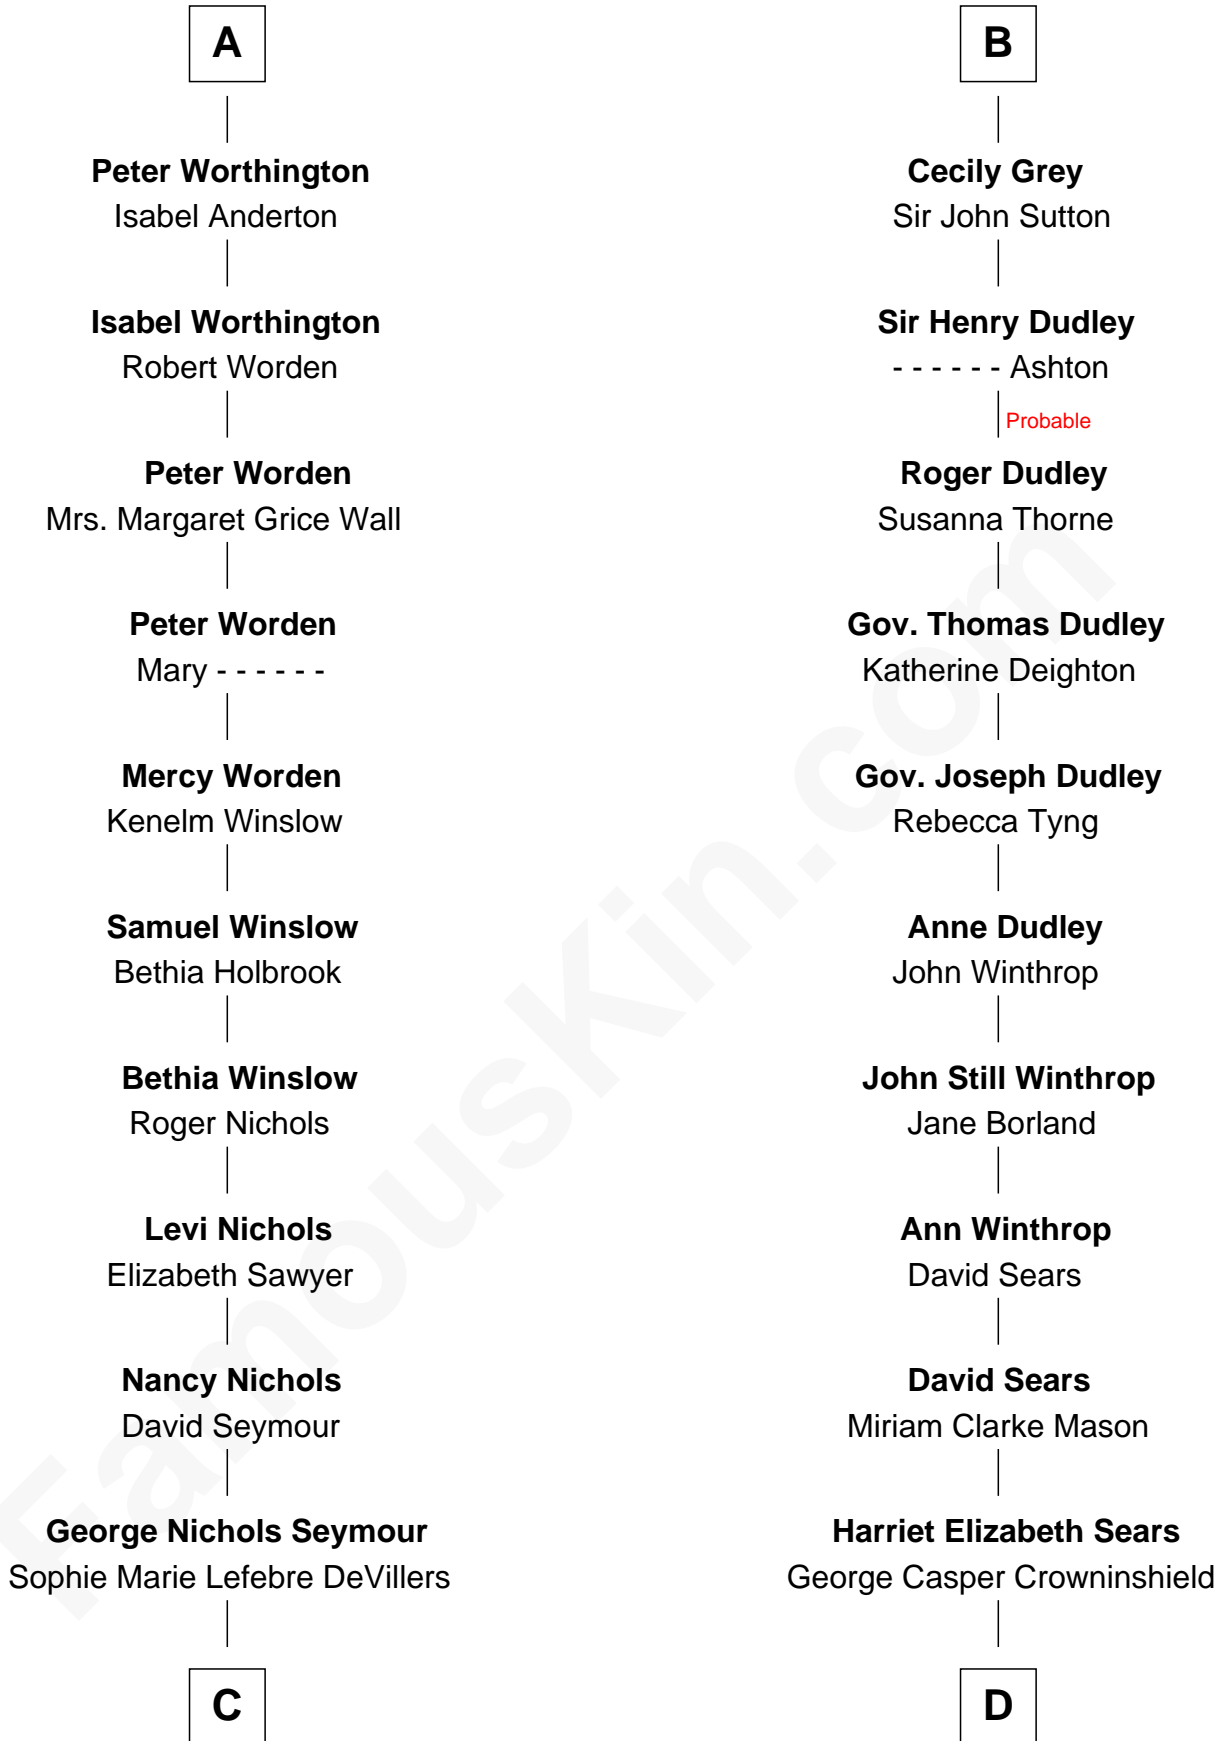 A
Peter Worthington
Isabel Anderton
Isabel Worthington
Robert Worden
Peter Worden
Mrs. Margaret Grice Wall
Peter Worden
Mary - - - - - -
Mercy Worden
Kenelm Winslow
Samuel Winslow
Bethia Holbrook
Bethia Winslow
Roger Nichols
Levi Nichols
Elizabeth Sawyer
Nancy Nichols
David Seymour
George Nichols Seymour
Sophie Marie Lefebre DeVillers
C
B
Cecily Grey
Sir John Sutton
Sir Henry Dudley
- - - - - - Ashton
Probable
Roger Dudley
Susanna Thorne
Gov. Thomas Dudley
Katherine Deighton
Gov. Joseph Dudley
Rebecca Tyng
Anne Dudley
John Winthrop
John Still Winthrop
Jane Borland
Ann Winthrop
David Sears
David Sears
Miriam Clarke Mason
Harriet Elizabeth Sears
George Casper Crowninshield
D
FamousKin.com